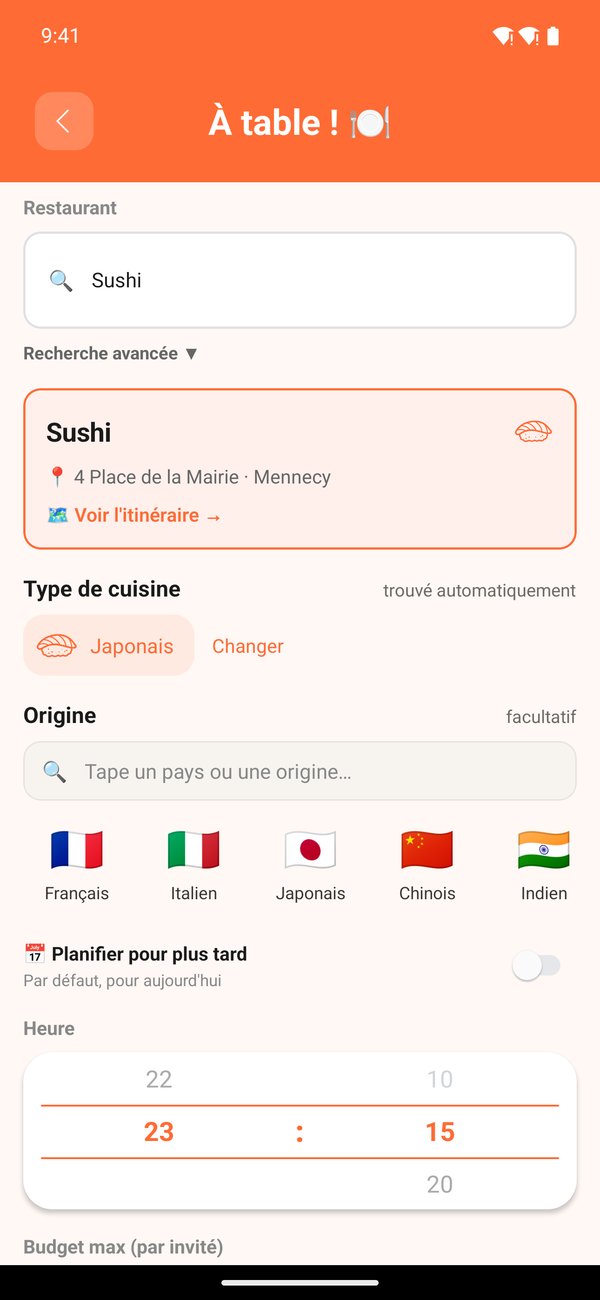 9:41
À table ! 🍽️
Restaurant
🔍 Sushi
Recherche avancée ▼
Sushi
📍 4 Place de la Mairie · Mennecy
🗺️ Voir l'itinéraire →
Type de cuisine trouvé automatiquement
Japonais Changer
Origine facultatif
🔍 Tape un pays ou une origine…
Français Italien Japonais Chinois Indien
📅 Planifier pour plus tard
Par défaut, pour aujourd'hui
Heure
22 10
23 : 15
20
Budget max (par invité)